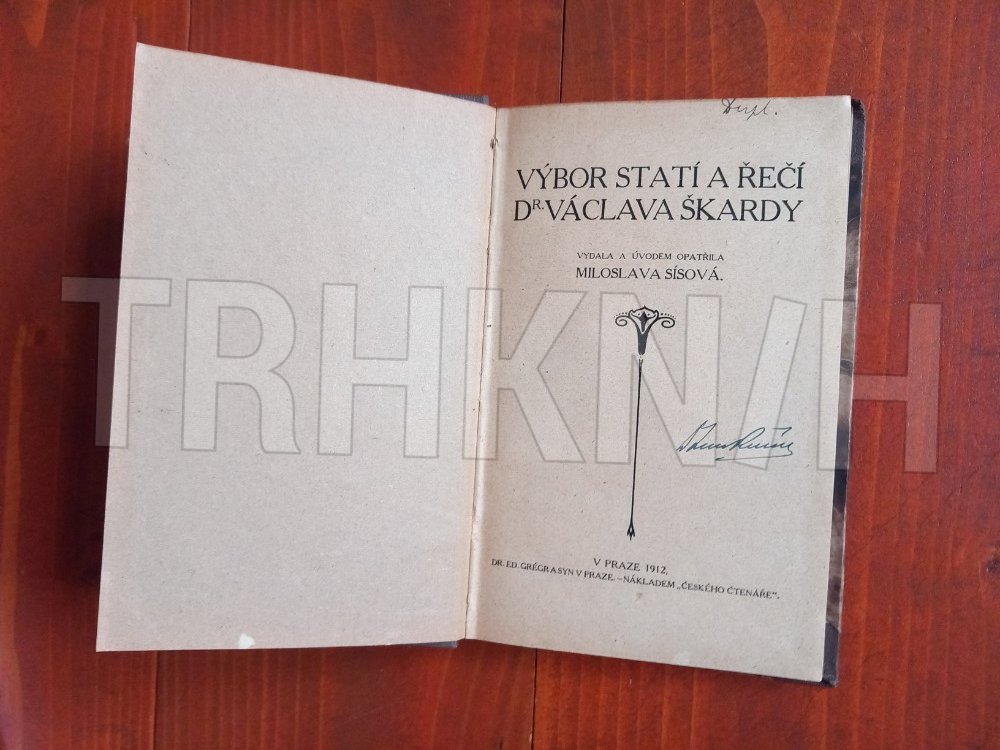 Dupl.
VÝBOR STATÍ A ŘEČÍ
DR. VÁCLAVA ŠKARDY
VYDALA A ÚVODEM OPATŘILA
MILOSLAVA SÍSOVÁ.
TRHKNIH
V PRAZE 1912,
DR. ED. GRÉGR A SYN V PRAZE. – NÁKLADEM „ČESKÉHO ČTENÁŘE“.